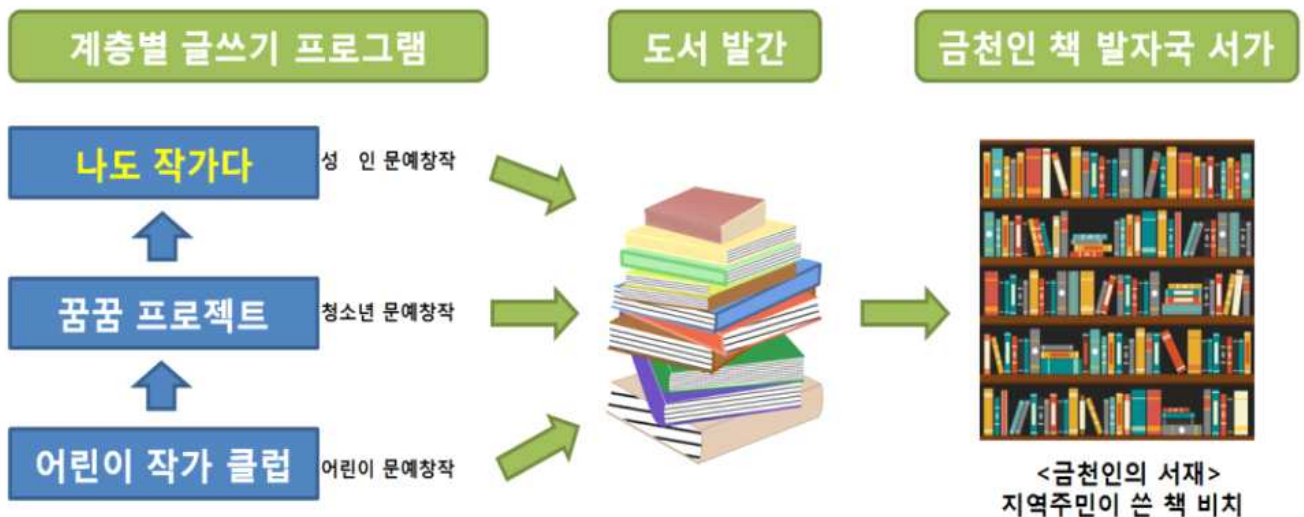 계층별 글쓰기 프로그램
도서 발간
금천인 책 발자국 서가
나도 작가다
성 인 문예창작
꿈꿈 프로젝트
청소년 문예창작
어린이 작가 클럽
어린이 문예창작
<금천인의 서재>
지역주민이 쓴 책 비치